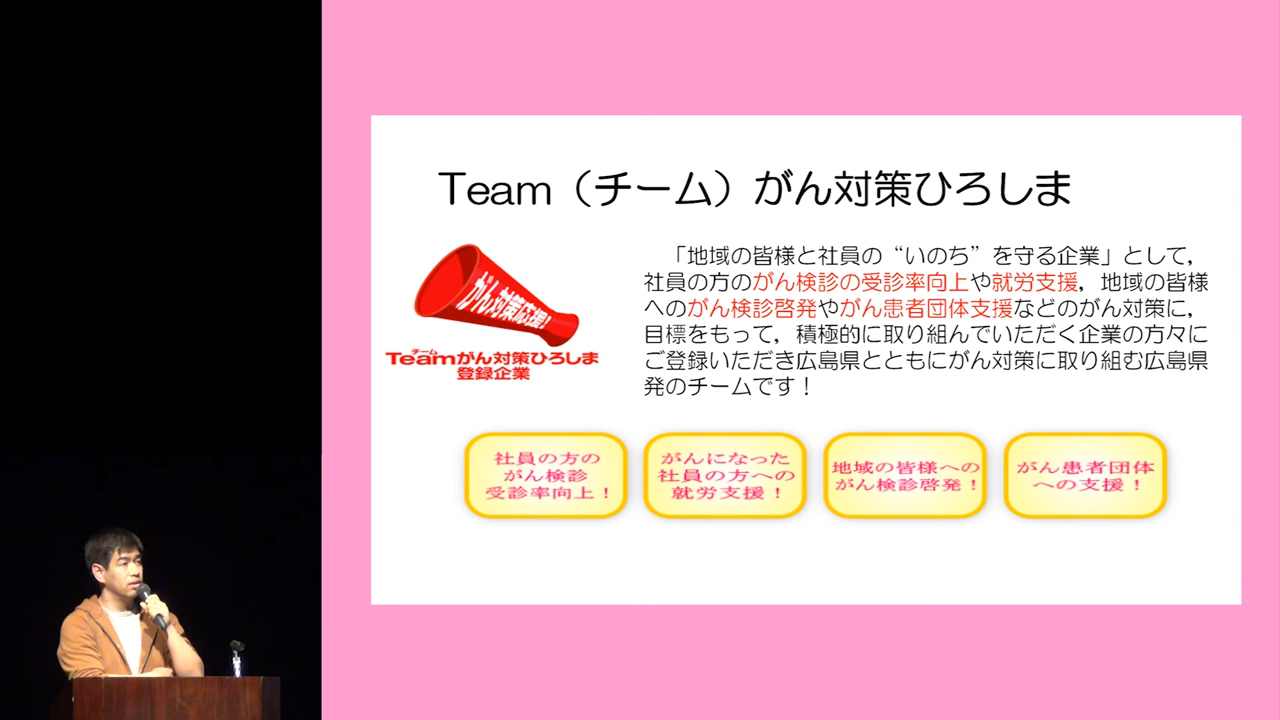 Team（チーム）がん対策ひろしま
「地域の皆様と社員の“いのち”を守る企業」として，
社員の方のがん検診の受診率向上や就労支援，地域の皆様
へのがん検診啓発やがん患者団体支援などのがん対策に，
目標をもって，積極的に取り組んでいただく企業の方々に
ご登録いただき広島県とともにがん対策に取り組む広島県
発のチームです！
がん対策応援!
チーム
Teamがん対策ひろしま
登録企業
社員の方の
がん検診
受診率向上！
がんになった
社員の方への
就労支援！
地域の皆様への
がん検診啓発！
がん患者団体
への支援！